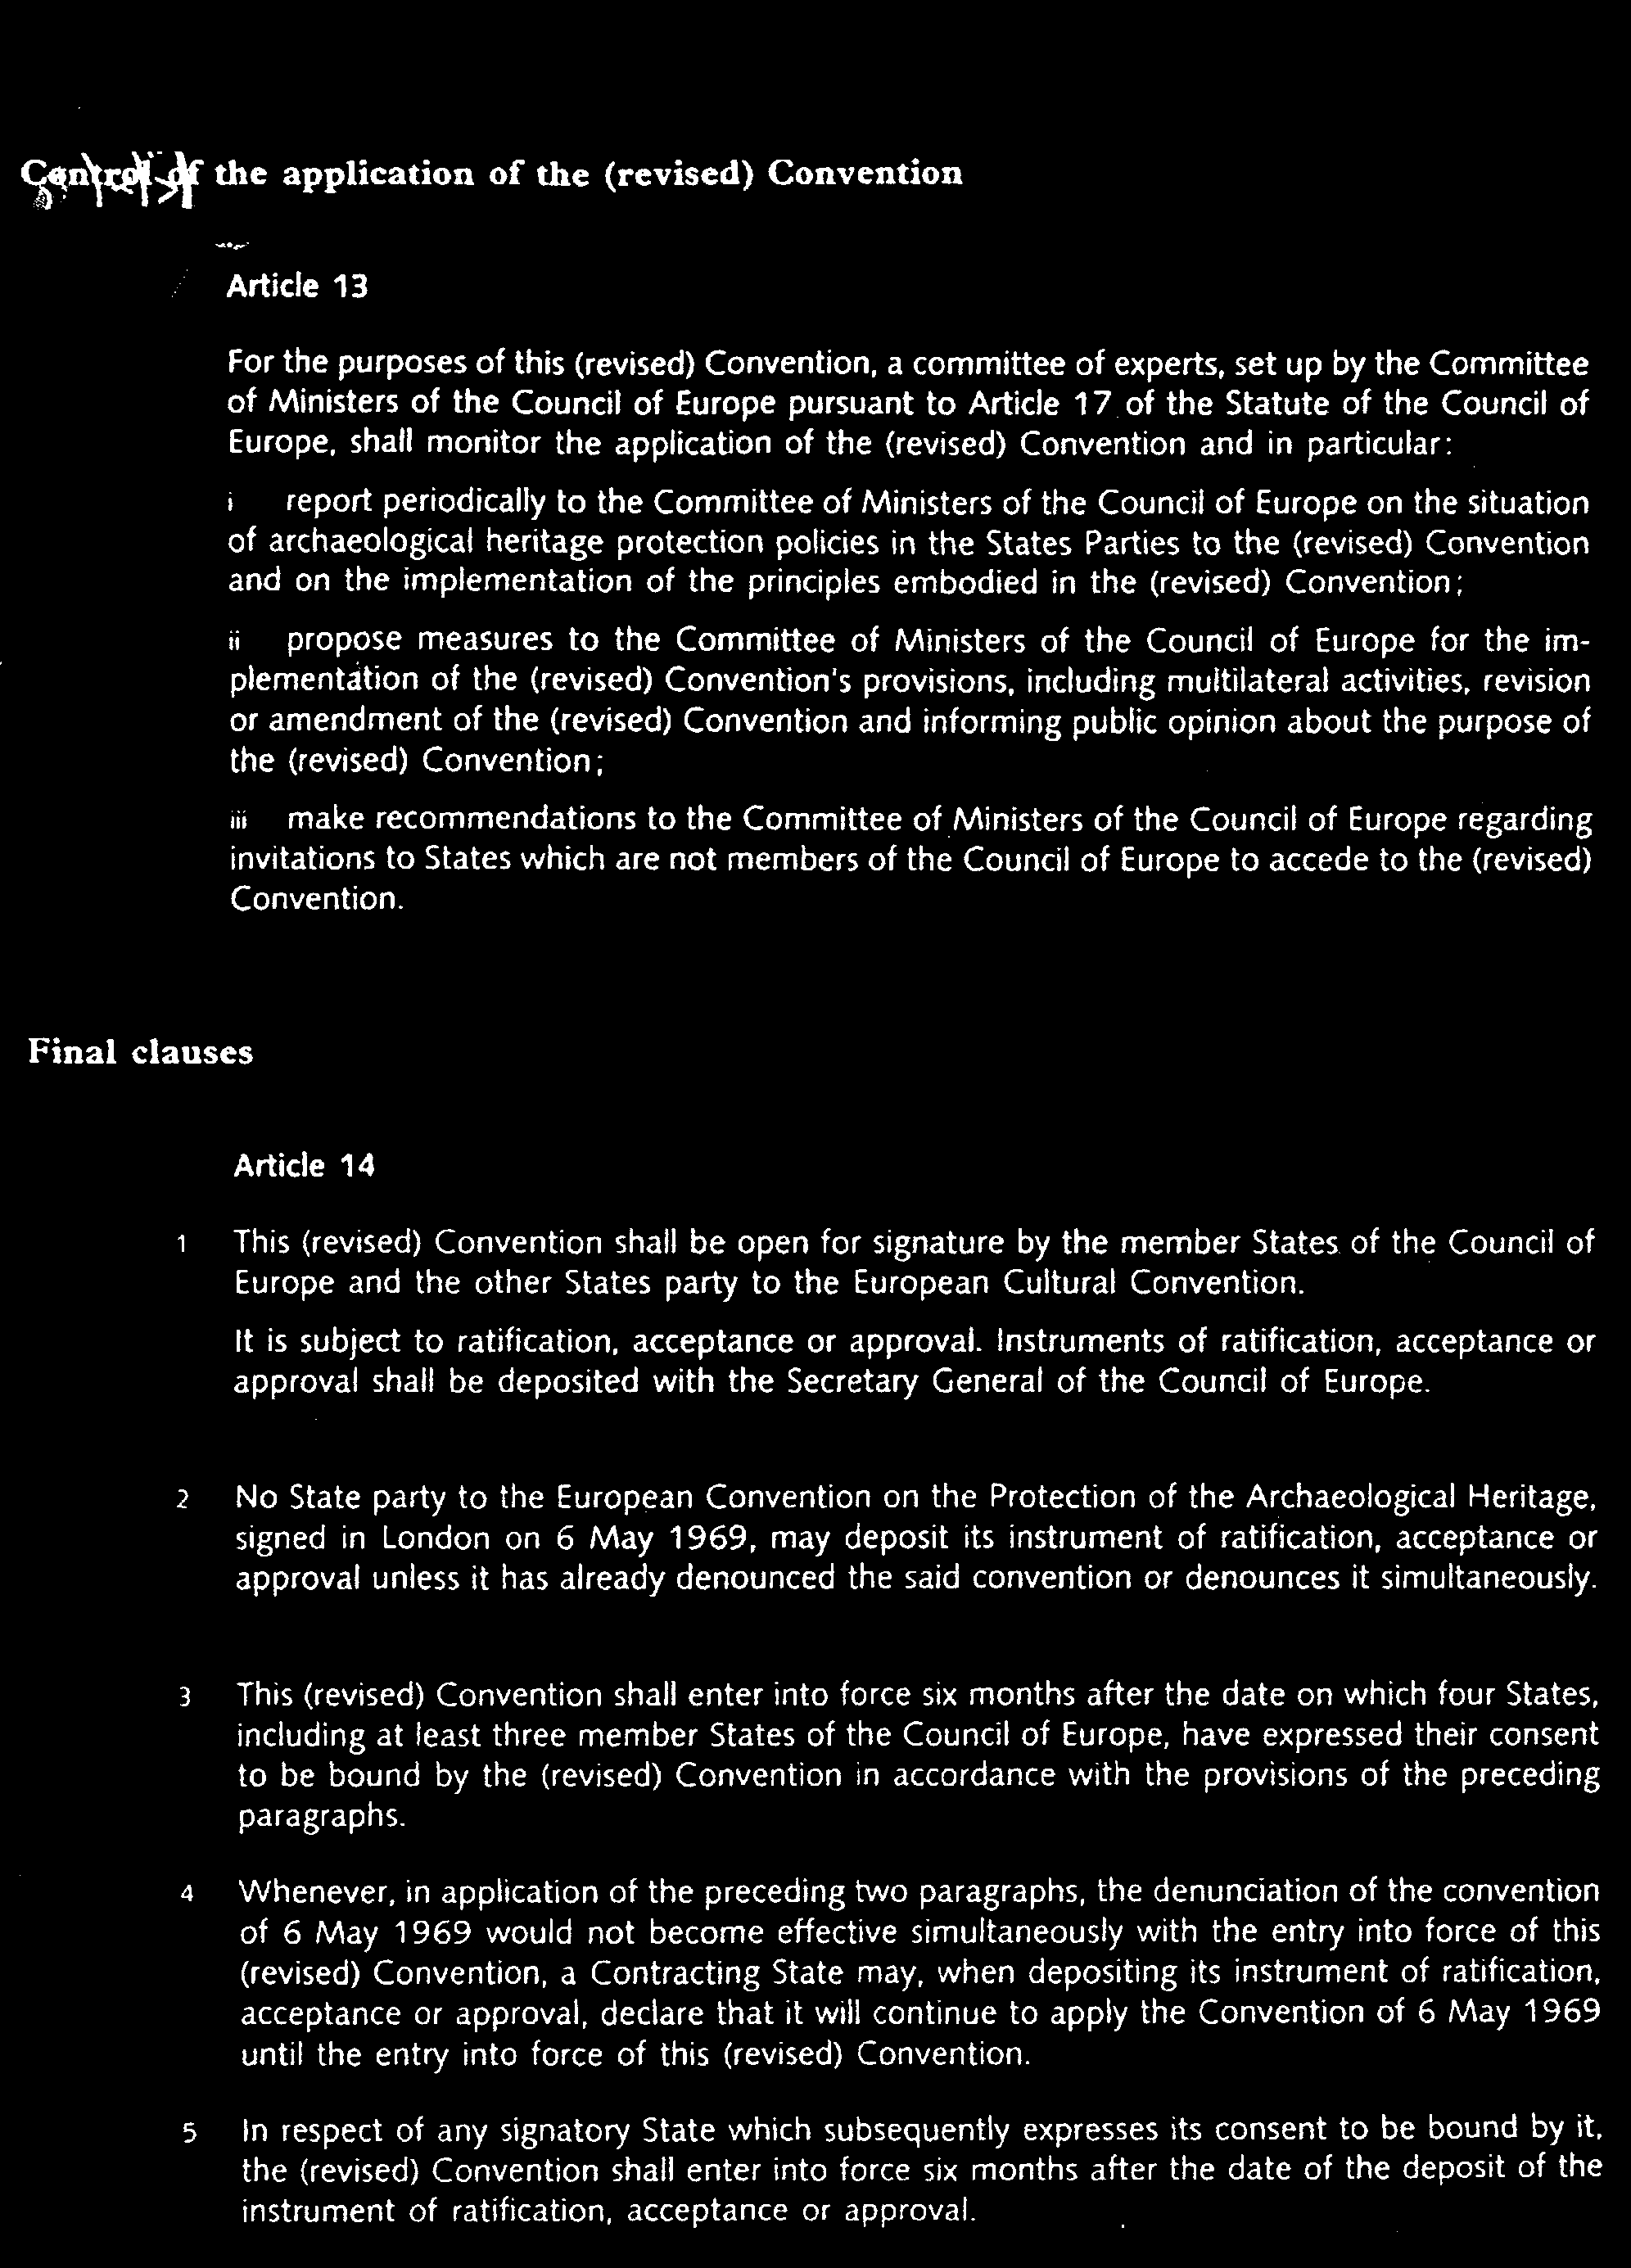 Control of the application of the (revised) Convention
Article 13
For the purposes of this (revised) Convention, a committee of experts, set up by the Committee
of Ministers of the Council of Europe pursuant to Article 17 of the Statute of the Council of
Europe, shall monitor the application of the (revised) Convention and in particular:
i report periodically to the Committee of Ministers of the Council of Europe on the situation
of archaeological heritage protection policies in the States Parties to the (revised) Convention
and on the implementation of the principles embodied in the (revised) Convention;
ii propose measures to the Committee of Ministers of the Council of Europe for the im-
plementation of the (revised) Convention's provisions, including multilateral activities, revision
or amendment of the (revised) Convention and informing public opinion about the purpose of
the (revised) Convention;
iii make recommendations to the Committee of Ministers of the Council of Europe regarding
invitations to States which are not members of the Council of Europe to accede to the (revised)
Convention.
Final clauses
Article 14
1 This (revised) Convention shall be open for signature by the member States of the Council of
Europe and the other States party to the European Cultural Convention.
It is subject to ratification, acceptance or approval. Instruments of ratification, acceptance or
approval shall be deposited with the Secretary General of the Council of Europe.
2 No State party to the European Convention on the Protection of the Archaeological Heritage,
signed in London on 6 May 1969, may deposit its instrument of ratification, acceptance or
approval unless it has already denounced the said convention or denounces it simultaneously.
3 This (revised) Convention shall enter into force six months after the date on which four States,
including at least three member States of the Council of Europe, have expressed their consent
to be bound by the (revised) Convention in accordance with the provisions of the preceding
paragraphs.
4 Whenever, in application of the preceding two paragraphs, the denunciation of the convention
of 6 May 1969 would not become effective simultaneously with the entry into force of this
(revised) Convention, a Contracting State may, when depositing its instrument of ratification,
acceptance or approval, declare that it will continue to apply the Convention of 6 May 1969
until the entry into force of this (revised) Convention.
5 In respect of any signatory State which subsequently expresses its consent to be bound by it,
the (revised) Convention shall enter into force six months after the date of the deposit of the
instrument of ratification, acceptance or approval.